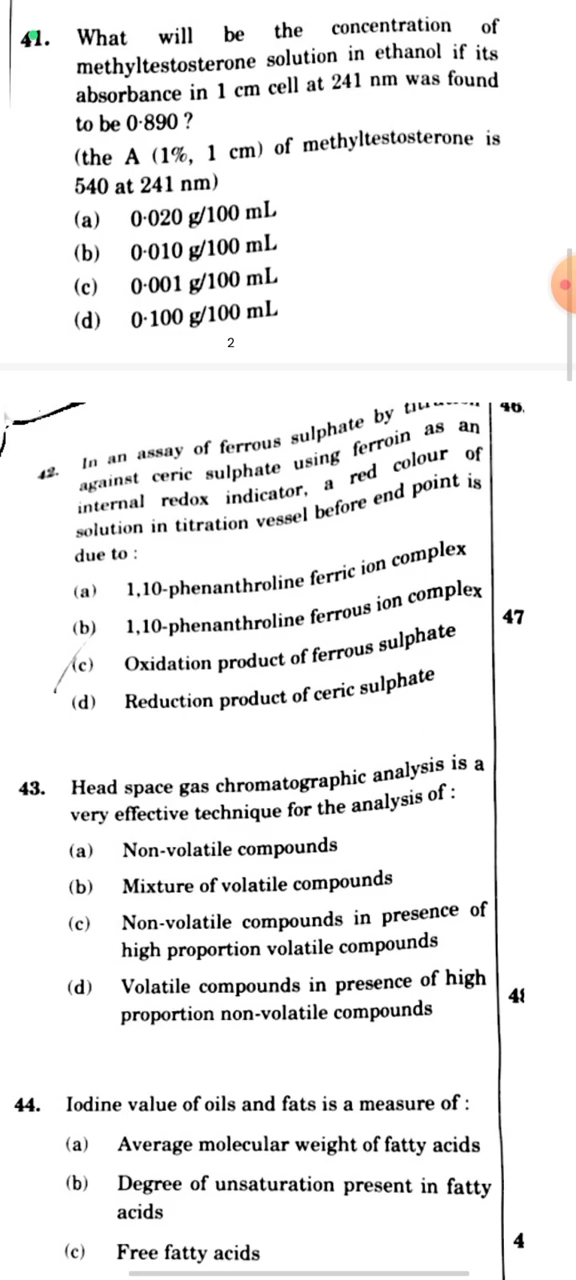 41. What will be the concentration of
methyltestosterone solution in ethanol if its
absorbance in 1 cm cell at 241 nm was found
to be 0·890 ?
(the A (1%, 1 cm) of methyltestosterone is
540 at 241 nm)
(a) 0·020 g/100 mL
(b) 0·010 g/100 mL
(c) 0·001 g/100 mL
(d) 0·100 g/100 mL
2
42. In an assay of ferrous sulphate by
against ceric sulphate using ferroin as an
internal redox indicator, a red colour of
solution in titration vessel before end point is
due to :
(a) 1,10-phenanthroline ferric ion complex
(b) 1,10-phenanthroline ferrous ion complex
(c) Oxidation product of ferrous sulphate
(d) Reduction product of ceric sulphate
43. Head space gas chromatographic analysis is a
very effective technique for the analysis of :
(a) Non-volatile compounds
(b) Mixture of volatile compounds
(c) Non-volatile compounds in presence of
high proportion volatile compounds
(d) Volatile compounds in presence of high
proportion non-volatile compounds
44. Iodine value of oils and fats is a measure of :
(a) Average molecular weight of fatty acids
(b) Degree of unsaturation present in fatty
acids
(c) Free fatty acids
47
4